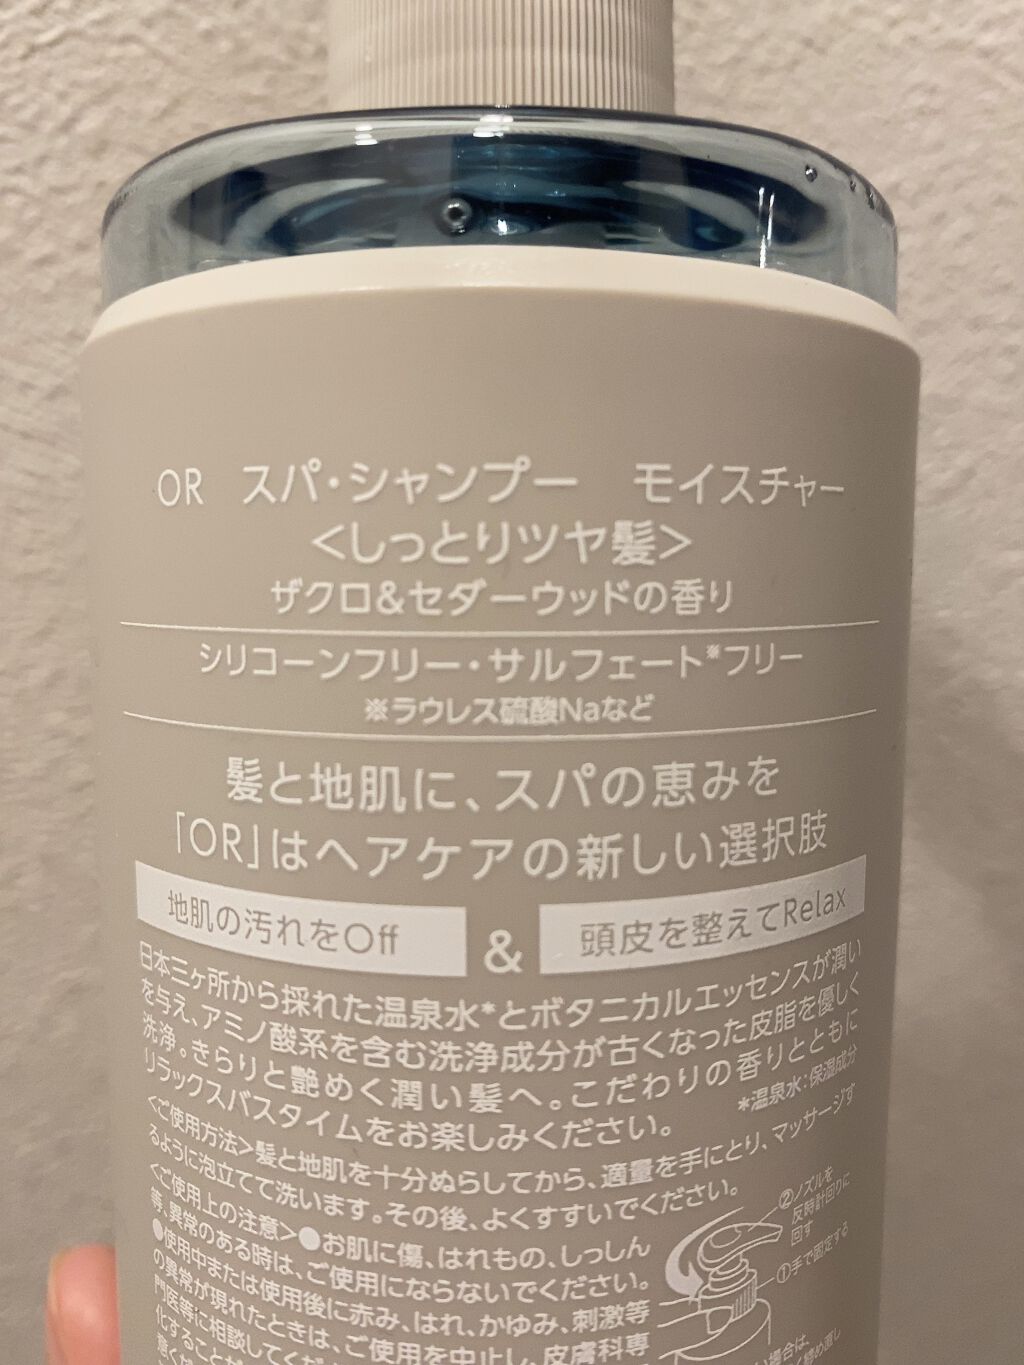 OR スパ・シャンプー モイスチャー
<しっとりツヤ髪>
ザクロ&セダーウッドの香り
シリコーンフリー・サルフェート※フリー
※ラウレス硫酸Naなど
髪と地肌に、スパの恵みを
「OR」はヘアケアの新しい選択肢
地肌の汚れをOff & 頭皮を整えてRelax
日本三ヶ所から採れた温泉水*とボタニカルエッセンスが潤い
を与え、アミノ酸系を含む洗浄成分が古くなった皮脂を優しく
洗浄。きらりと艶めく潤い髪へ。こだわりの香りとともに
リラックスバスタイムをお楽しみください。
*温泉水:保湿成分
<ご使用方法>髪と地肌を十分ぬらしてから、適量を手にとり、マッサージす
るように泡立てて洗います。その後、よくすすいでください。
<ご使用上の注意>●お肌に傷、はれもの、しっしん
等、異常のある時は、ご使用にならないでください。
●使用中または使用後に赤み、はれ、かゆみ、刺激等
の異常が現れたときは、ご使用を中止し、皮膚科専
門医等に相談してくだ
化することが
②ノズルを
反時計回りに
回す
①手で固定する
い場合は、
く締め直し